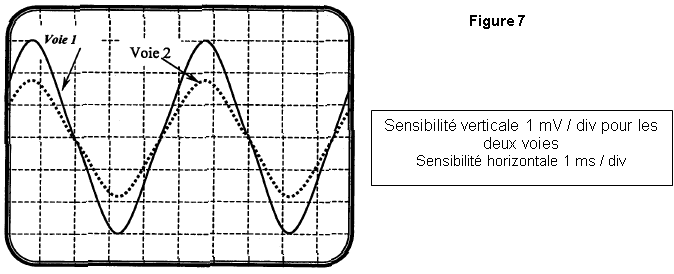 Figure 7
Voie 1
Voie 2
Sensibilité verticale 1 mV / div pour les
deux voies
Sensibilité horizontale 1 ms / div